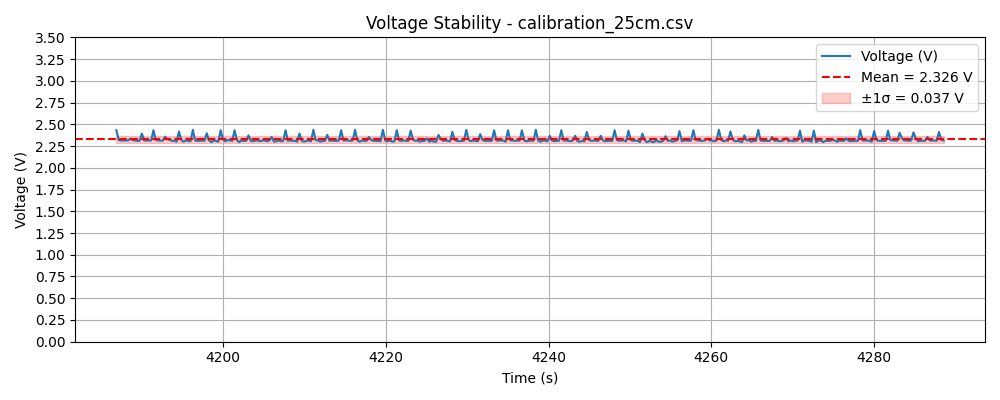 Voltage Stability - calibration_25cm.csv
Voltage (V)
Mean = 2.326 V
±1σ = 0.037 V
Voltage (V)
3.50
3.25
3.00
2.75
2.50
2.25
2.00
1.75
1.50
1.25
1.00
0.75
0.50
0.25
0.00
4200 4220 4240 4260 4280
Time (s)